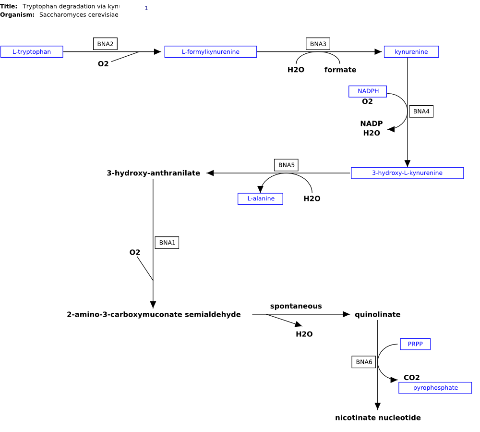 Title: Tryptophan degradation via kyn
1
Organism: Saccharomyces cerevisiae
BNA2
BNA3
L-tryptophan
L-formylkynurenine
kynurenine
O2
H2O
formate
NADPH
O2
BNA4
NADP
H2O
BNA5
3-hydroxy-anthranilate
3-hydroxy-L-kynurenine
L-alanine
H2O
BNA1
O2
spontaneous
2-amino-3-carboxymuconate semialdehyde
quinolinate
H2O
PRPP
BNA6
CO2
pyrophosphate
nicotinate nucleotide